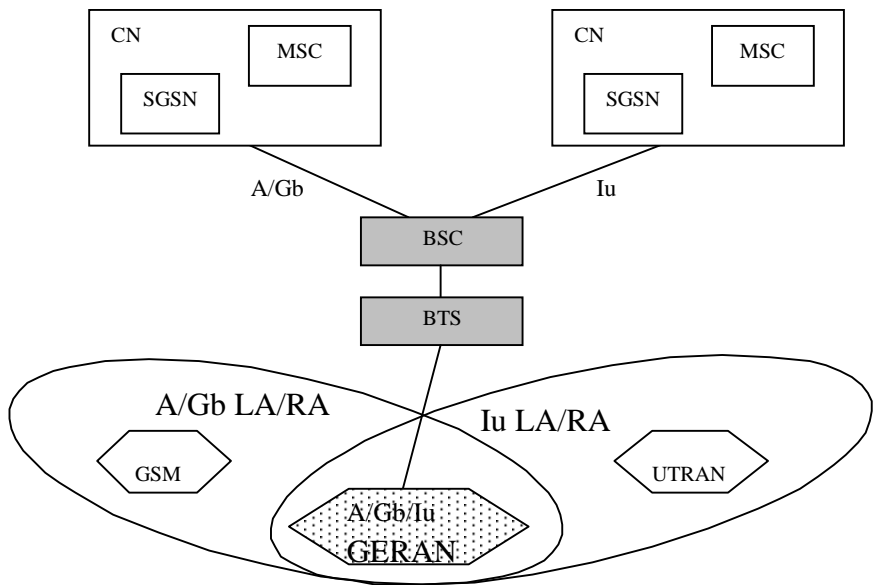 CN
MSC
SGSN
CN
MSC
SGSN
A/Gb
Iu
BSC
BTS
A/Gb LA/RA
Iu LA/RA
GSM
UTRAN
A/Gb/Iu
GERAN